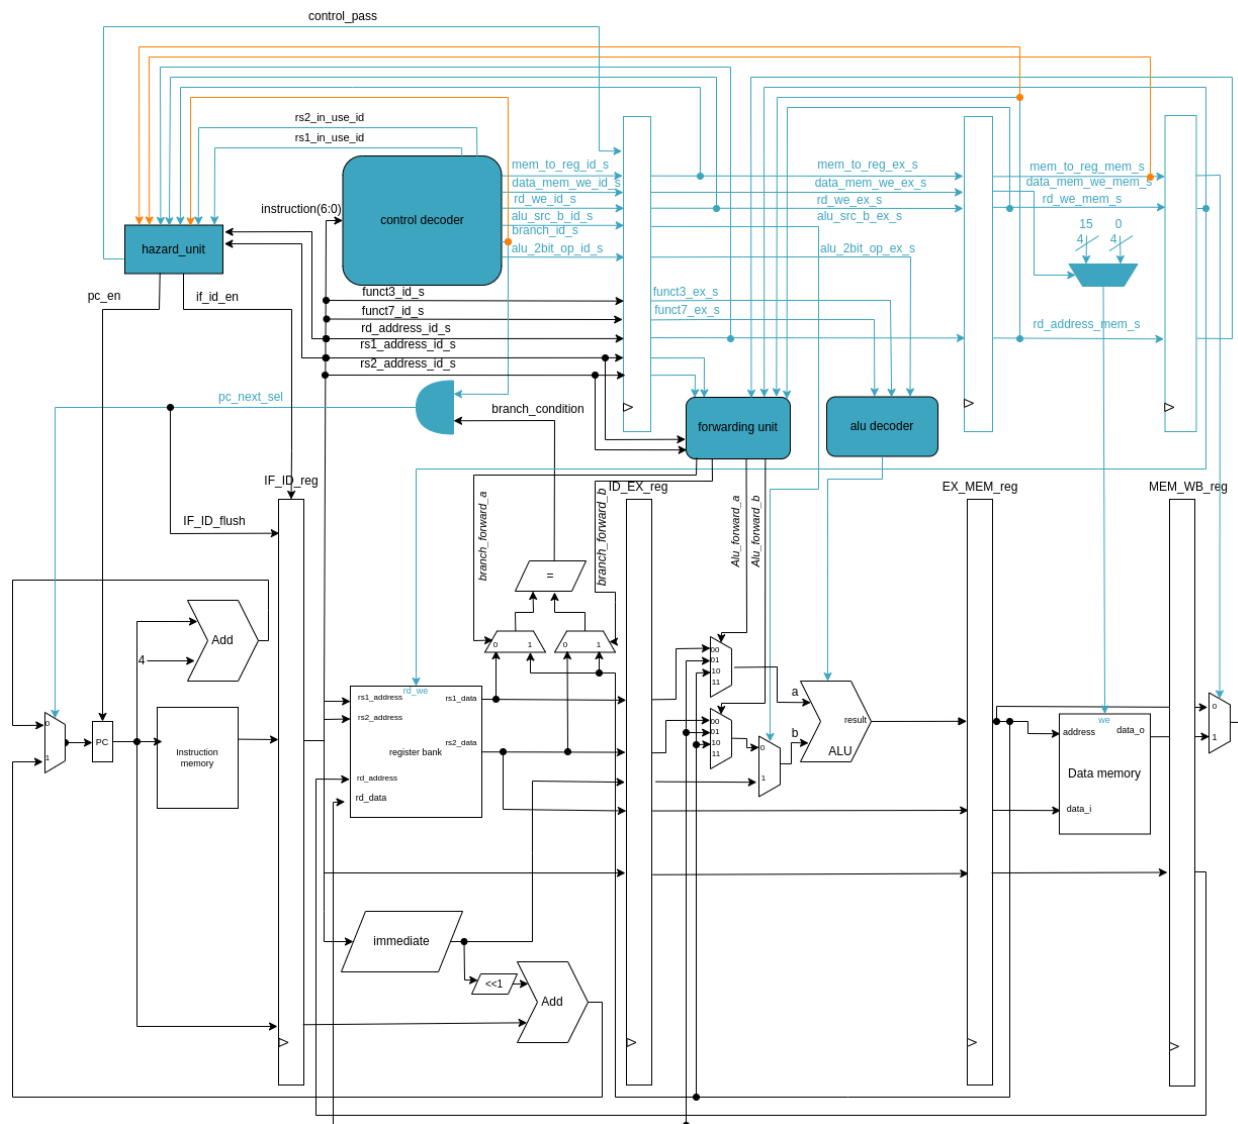 control_pass
rs2_in_use_id
rs1_in_use_id
mem_to_reg_id_s
mem_to_reg_ex_s
mem_to_reg_mem_s
data_mem_we_id_s
data_mem_we_ex_s
data_mem_we_mem_s
rd_we_id_s
rd_we_ex_s
rd_we_mem_s
instruction(6:0)
control decoder
alu_src_b_id_s
alu_src_b_ex_s
branch_id_s
15
0
4
4
hazard_unit
alu_2bit_op_id_s
alu_2bit_op_ex_s
pc_en
if_id_en
funct3_id_s
funct3_ex_s
funct7_id_s
funct7_ex_s
rd_address_id_s
rd_address_mem_s
rs1_address_id_s
rs2_address_id_s
pc_next_sel
branch_condition
forwarding unit
alu decoder
IF_ID_reg
ID_EX_reg
EX_MEM_reg
MEM_WB_reg
IF_ID_flush
branch_forward_a
branch_forward_b
Alu_forward_a
Alu_forward_b
=
Add
4
0
1
0
1
00
01
10
11
rd_we
rs1_address
rs1_data
rs2_address
rs2_data
register bank
rd_address
rd_data
a
b
result
ALU
00
01
10
11
0
1
0
1
PC
Instruction
memory
we
address
data_o
Data memory
data_i
0
1
immediate
<<1
Add